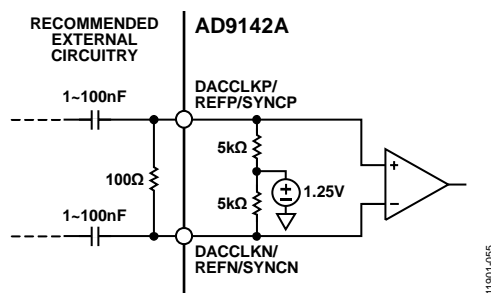 RECOMMENDED
EXTERNAL
CIRCUITRY
AD9142A
1~100nF
DACCLKP/
REFP/SYNCP
5kΩ
100Ω
1.25V
5kΩ
1~100nF
DACCLKN/
REFN/SYNCN
+
−
+
−
11901-055